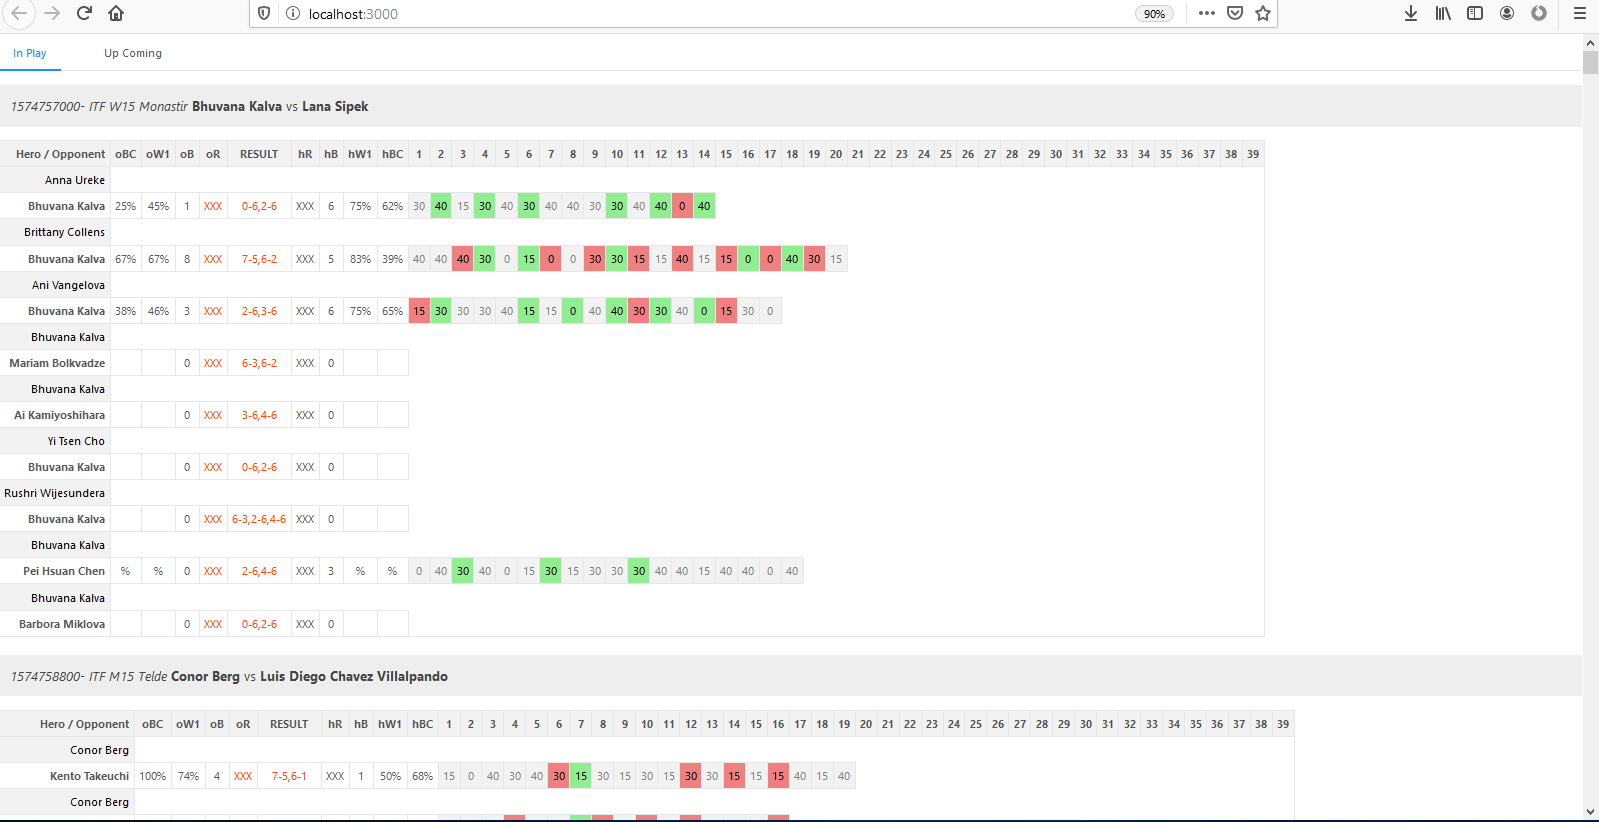 localhost:3000 90%
In Play Up Coming
1574757000- ITF W15 Monastir Bhuvana Kalva vs Lana Sipek
Hero / Opponent oBC oW1 oB oR RESULT hR hB hW1 hBC 1 2 3 4 5 6 7 8 9 10 11 12 13 14 15 16 17 18 19 20 21 22 23 24 25 26 27 28 29 30 31 32 33 34 35 36 37 38 39
Anna Ureke
Bhuvana Kalva 25% 45% 1 XXX 0-6,2-6 XXX 6 75% 62% 30 40 15 30 40 30 40 40 30 30 40 40 0 40
Brittany Collens
Bhuvana Kalva 67% 67% 8 XXX 7-5,6-2 XXX 5 83% 39% 40 40 40 30 0 15 0 0 30 30 15 15 40 15 15 0 0 40 30 15
Ani Vangelova
Bhuvana Kalva 38% 46% 3 XXX 2-6,3-6 XXX 6 75% 65% 15 30 30 30 40 15 15 0 40 40 30 30 40 0 15 30 0
Bhuvana Kalva
Mariam Bolkvadze 0 XXX 6-3,6-2 XXX 0
Bhuvana Kalva
Ai Kamiyoshihara 0 XXX 3-6,4-6 XXX 0
Yi Tsen Cho
Bhuvana Kalva 0 XXX 0-6,2-6 XXX 0
Rushri Wijesundera
Bhuvana Kalva 0 XXX 6-3,2-6,4-6 XXX 0
Bhuvana Kalva
Pei Hsuan Chen % % 0 XXX 2-6,4-6 XXX 3 % % 0 40 30 40 0 15 30 15 30 30 30 40 40 15 40 40 0 40
Bhuvana Kalva
Barbora Miklova 0 XXX 0-6,2-6 XXX 0
1574758800- ITF M15 Telde Conor Berg vs Luis Diego Chavez Villalpando
Hero / Opponent oBC oW1 oB oR RESULT hR hB hW1 hBC 1 2 3 4 5 6 7 8 9 10 11 12 13 14 15 16 17 18 19 20 21 22 23 24 25 26 27 28 29 30 31 32 33 34 35 36 37 38 39
Conor Berg
Kento Takeuchi 100% 74% 4 XXX 7-5,6-1 XXX 1 50% 68% 15 0 40 30 40 30 15 30 15 30 15 30 30 15 15 15 40 15 40
Conor Berg